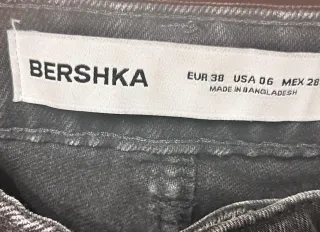 BERSHKA
EUR 38 USA 06 MEX 28
MADE IN BANGLADESH